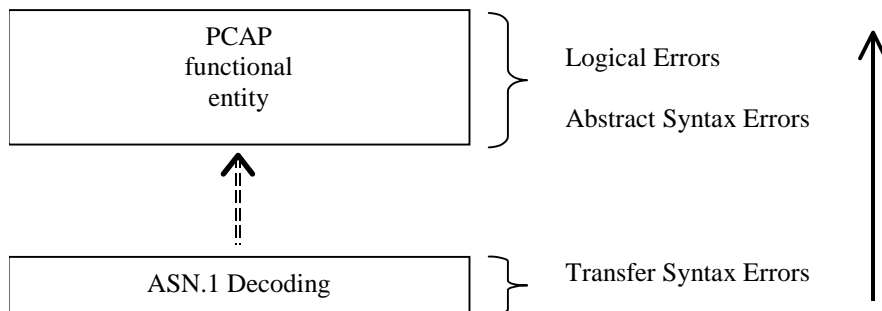 PCAP
functional
entity
Logical Errors
Abstract Syntax Errors
ASN.1 Decoding
Transfer Syntax Errors